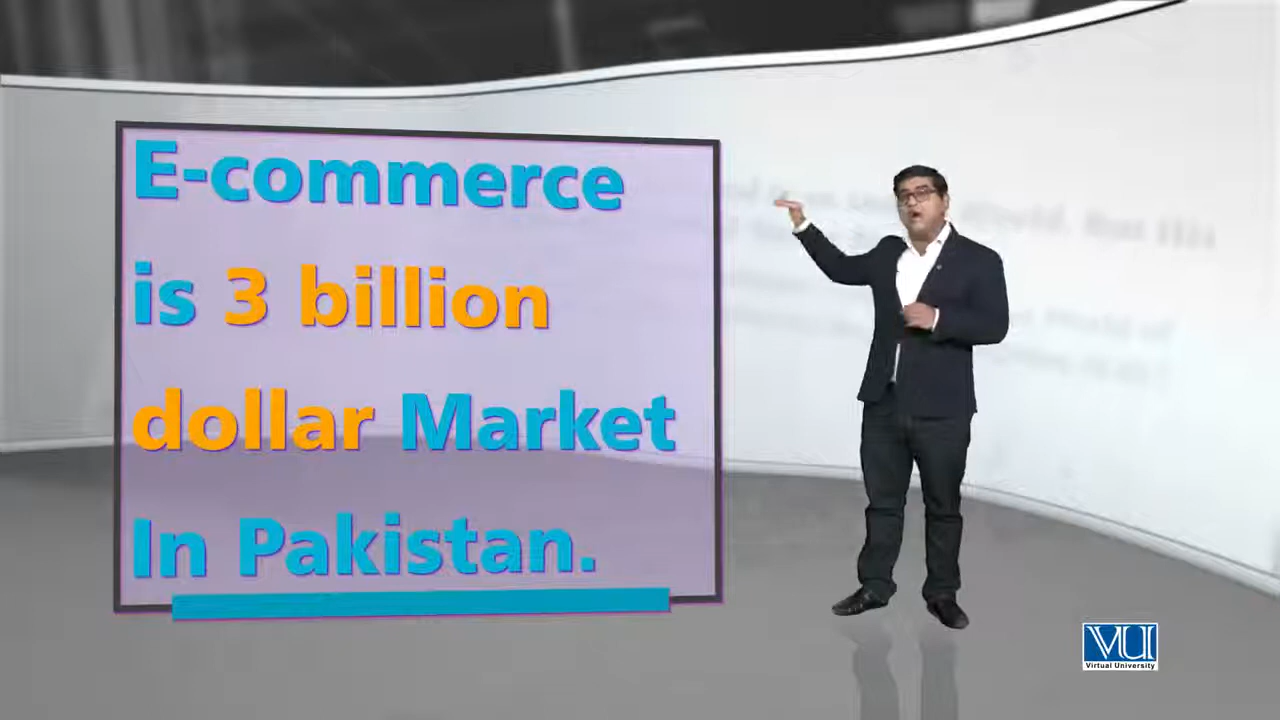 E-commerce
is 3 billion
dollar Market
In Pakistan.
VU
Virtual University